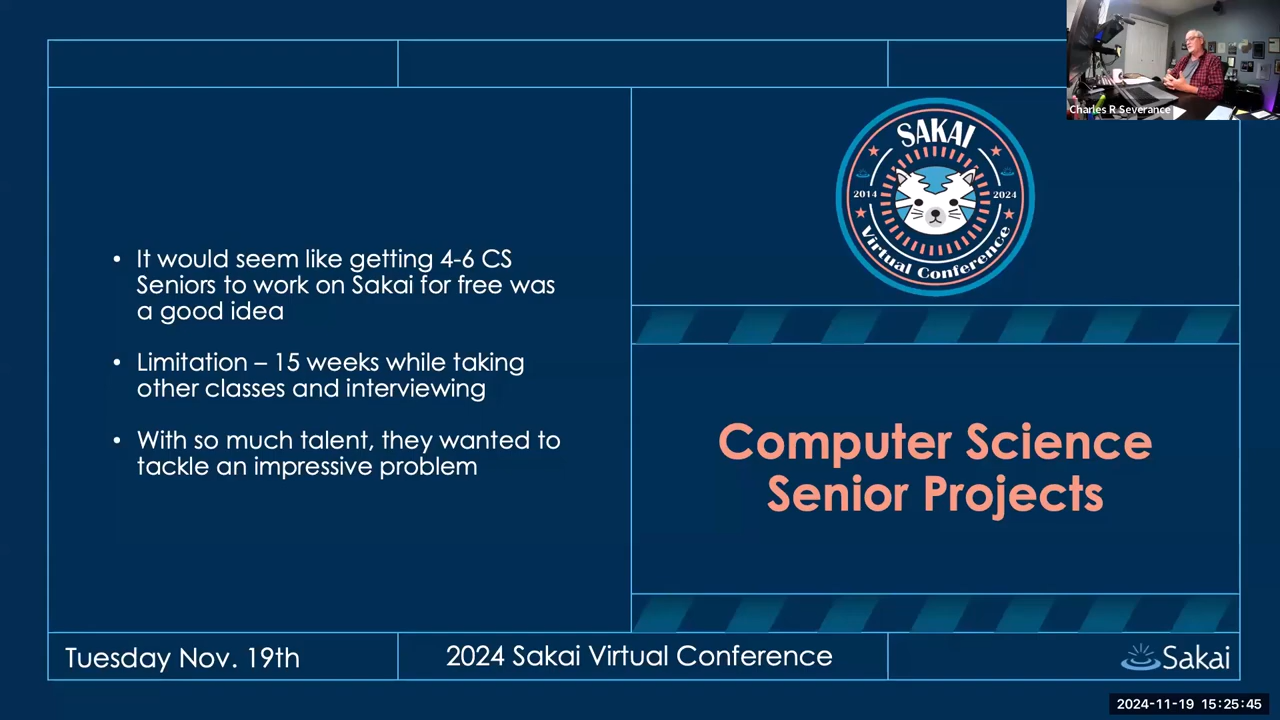 Charles R Severance
SAKAI
2014
2024
Virtual Conference
• It would seem like getting 4-6 CS
Seniors to work on Sakai for free was
a good idea
• Limitation – 15 weeks while taking
other classes and interviewing
• With so much talent, they wanted to
tackle an impressive problem
Computer Science
Senior Projects
Tuesday Nov. 19th
2024 Sakai Virtual Conference
Sakai
2024-11-19 15:25:45